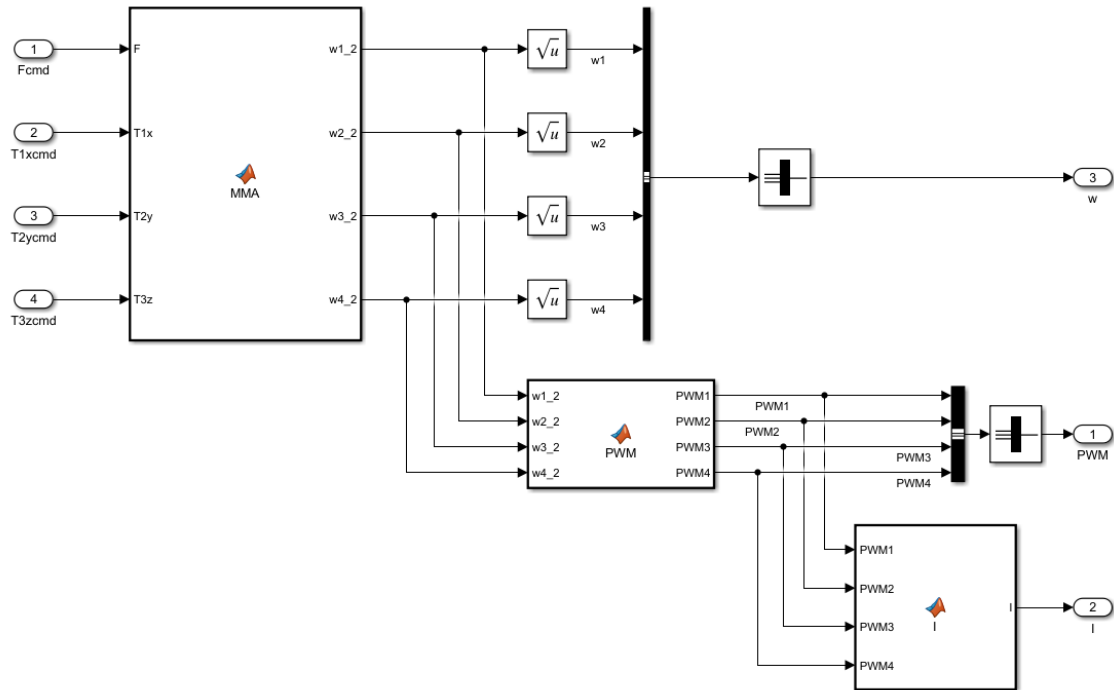 1
Fcmd
F
w1_2
√u
w1
2
T1xcmd
T1x
w2_2
√u
w2
MMA
3
w
3
T2ycmd
T2y
w3_2
√u
w3
4
T3zcmd
T3z
w4_2
√u
w4
w1_2
w2_2
w3_2
w4_2
PWM
PWM1
PWM2
PWM3
PWM4
PWM1
PWM2
PWM3
PWM4
1
PWM
PWM1
PWM2
PWM3
PWM4
I
I
2
I